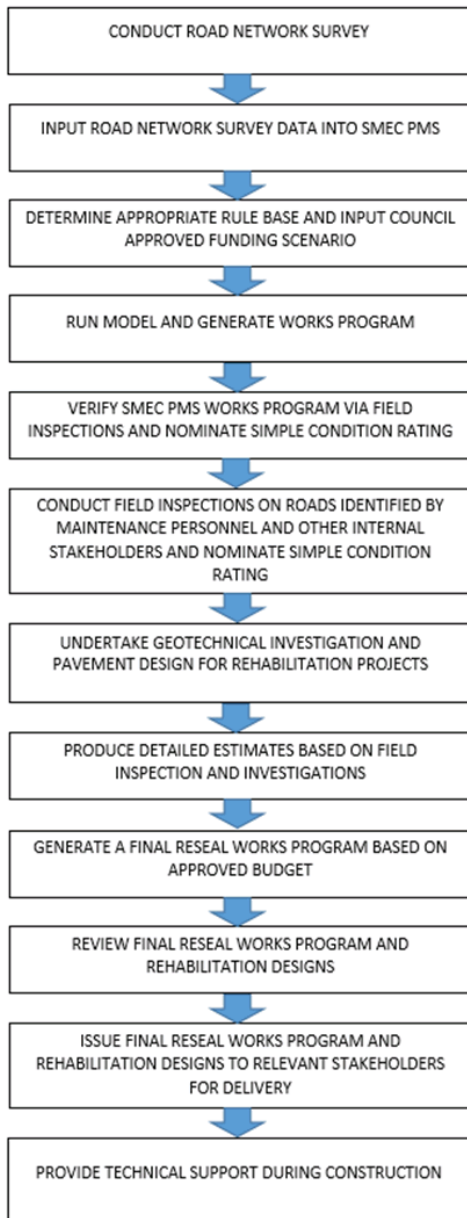 CONDUCT ROAD NETWORK SURVEY
INPUT ROAD NETWORK SURVEY DATA INTO SMEC PMS
DETERMINE APPROPRIATE RULE BASE AND INPUT COUNCIL
APPROVED FUNDING SCENARIO
RUN MODEL AND GENERATE WORKS PROGRAM
VERIFY SMEC PMS WORKS PROGRAM VIA FIELD
INSPECTIONS AND NOMINATE SIMPLE CONDITION RATING
CONDUCT FIELD INSPECTIONS ON ROADS IDENTIFIED BY
MAINTENANCE PERSONNEL AND OTHER INTERNAL
STAKEHOLDERS AND NOMINATE SIMPLE CONDITION
RATING
UNDERTAKE GEOTECHNICAL INVESTIGATION AND
PAVEMENT DESIGN FOR REHABILITATION PROJECTS
PRODUCE DETAILED ESTIMATES BASED ON FIELD
INSPECTION AND INVESTIGATIONS
GENERATE A FINAL RESEAL WORKS PROGRAM BASED ON
APPROVED BUDGET
REVIEW FINAL RESEAL WORKS PROGRAM AND
REHABILITATION DESIGNS
ISSUE FINAL RESEAL WORKS PROGRAM AND
REHABILITATION DESIGNS TO RELEVANT STAKEHOLDERS
FOR DELIVERY
PROVIDE TECHNICAL SUPPORT DURING CONSTRUCTION